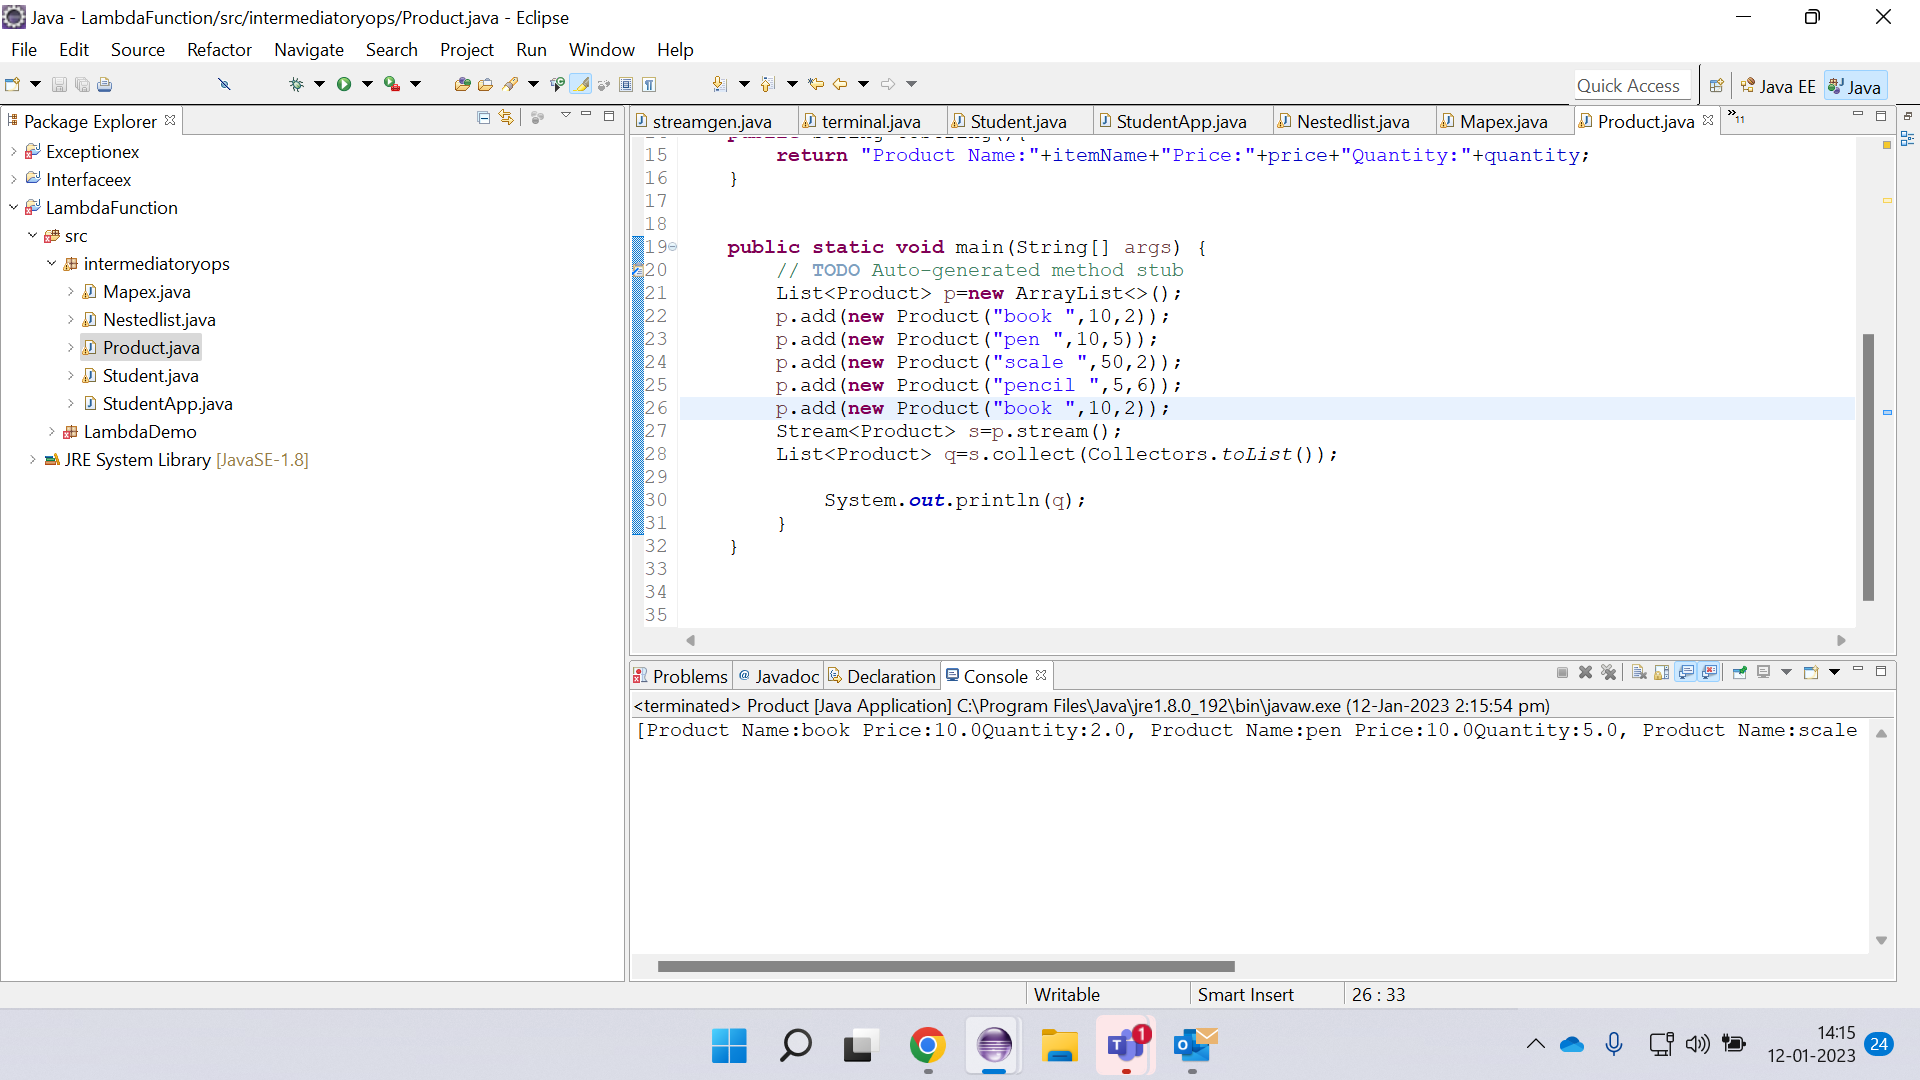 Java - LambdaFunction/src/intermediatoryops/Product.java - Eclipse
File Edit Source Refactor Navigate Search Project Run Window Help
Quick Access Java EE Java
Package Explorer
streamgen.java terminal.java Student.java StudentApp.java Nestedlist.java Mapex.java Product.java »11
Exceptionex
Interfaceex
LambdaFunction
src
intermediatoryops
Mapex.java
Nestedlist.java
Product.java
Student.java
StudentApp.java
LambdaDemo
JRE System Library [JavaSE-1.8]
15 return "Product Name:"+itemName+"Price:"+price+"Quantity:"+quantity;
16 }
17
18
19 public static void main(String[] args) {
20 // TODO Auto-generated method stub
21 List<Product> p=new ArrayList<>();
22 p.add(new Product("book ",10,2));
23 p.add(new Product("pen ",10,5));
24 p.add(new Product("scale ",50,2));
25 p.add(new Product("pencil ",5,6));
26 p.add(new Product("book ",10,2));
27 Stream<Product> s=p.stream();
28 List<Product> q=s.collect(Collectors.toList());
29
30 System.out.println(q);
31 }
32 }
33
34
35
Problems @ Javadoc Declaration Console
<terminated> Product [Java Application] C:\Program Files\Java\jre1.8.0_192\bin\javaw.exe (12-Jan-2023 2:15:54 pm)
[Product Name:book Price:10.0Quantity:2.0, Product Name:pen Price:10.0Quantity:5.0, Product Name:scale
Writable Smart Insert 26 : 33
1
14:15
12-01-2023
24